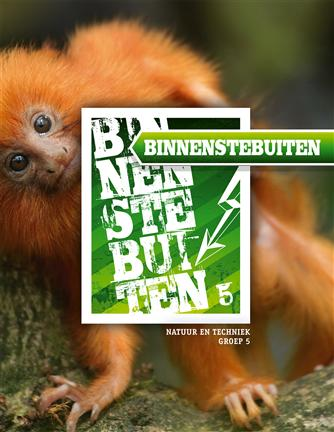 BINNENSTEBUITEN
BIN
NEN
STE
BUI
TEN 5
NATUUR EN TECHNIEK
GROEP 5